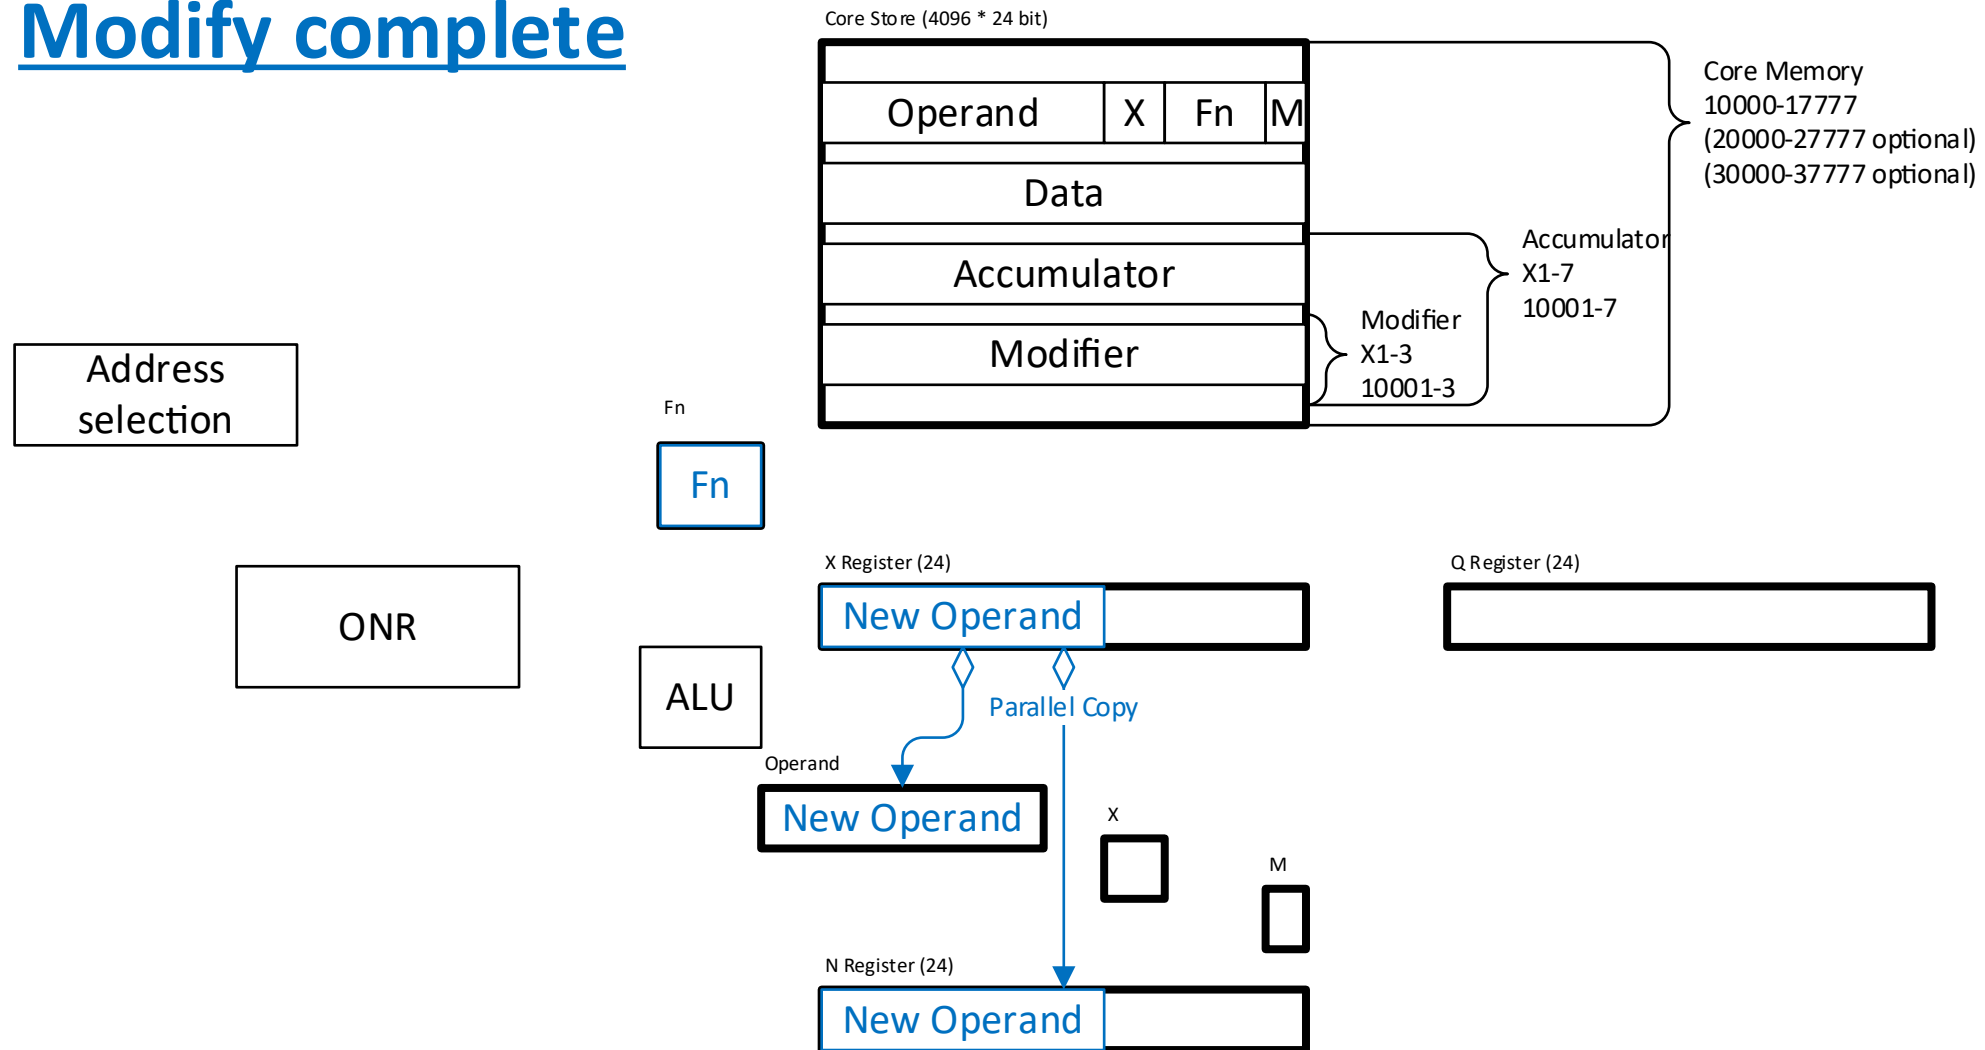 Modify complete
Core Store (4096 * 24 bit)
Operand X Fn M
Data
Accumulator
Modifier
Core Memory
10000-17777
(20000-27777 optional)
(30000-37777 optional)
Accumulator
X1-7
10001-7
Modifier
X1-3
10001-3
Address
selection
Fn
Fn
ONR
ALU
X Register (24)
New Operand
Q Register (24)
Parallel Copy
Operand
New Operand
X
M
N Register (24)
New Operand